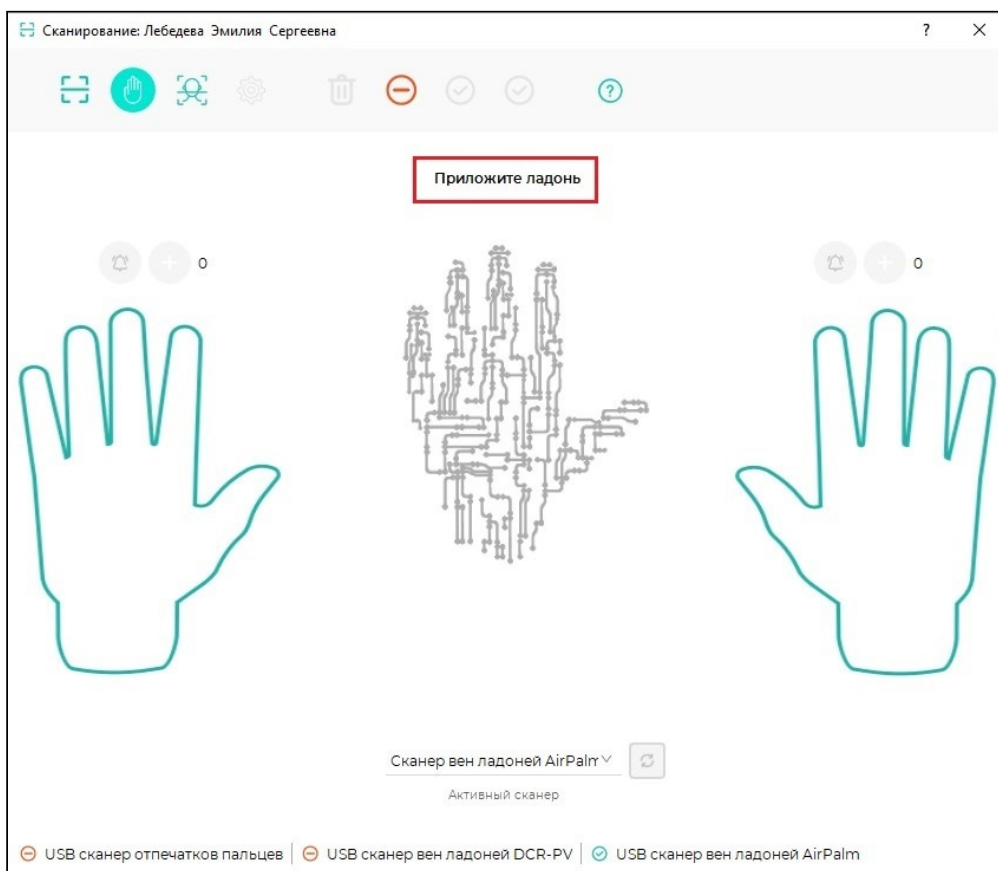 Сканирование: Лебедева Эмилия Сергеевна
?
?
Приложите ладонь
0
0
Сканер вен ладоней AirPalm
Активный сканер
USB сканер отпечатков пальцев
USB сканер вен ладоней DCR-PV
USB сканер вен ладоней AirPalm